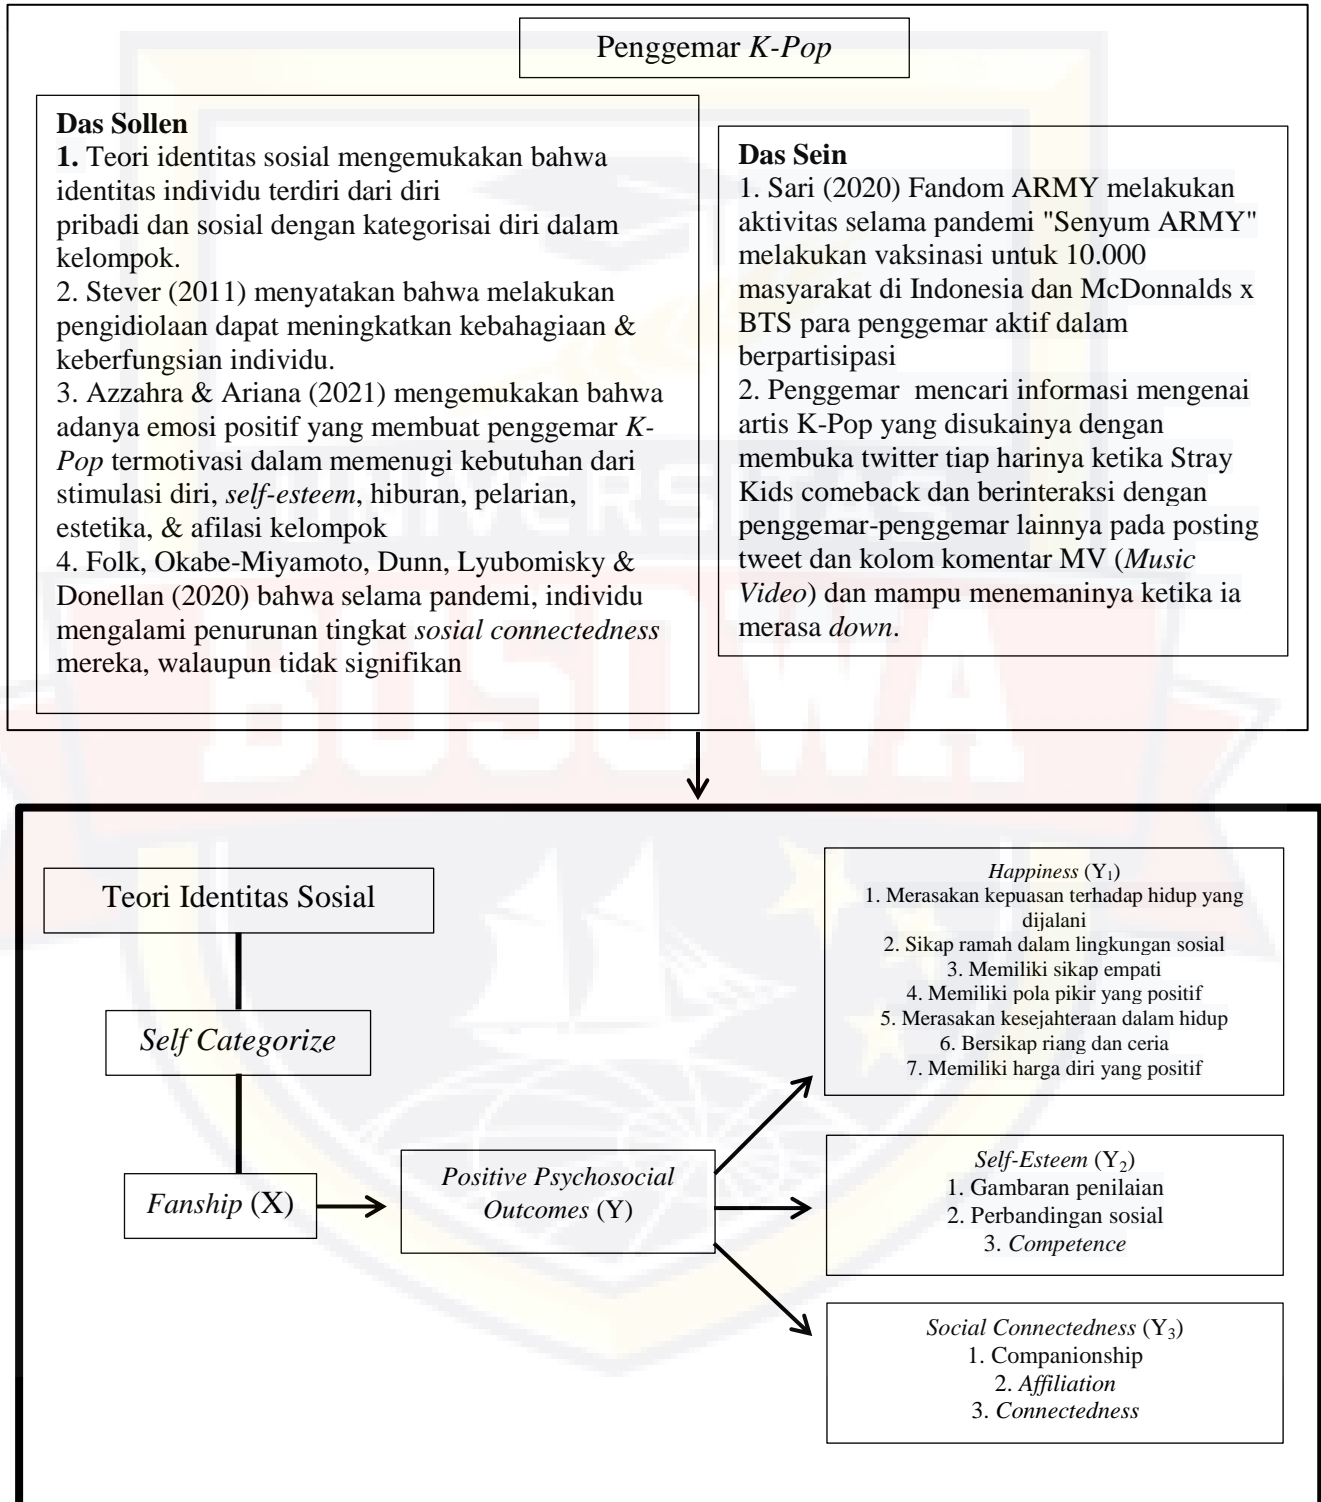 Penggemar K-Pop
Das Sollen
1. Teori identitas sosial mengemukakan bahwa
identitas individu terdiri dari diri
pribadi dan sosial dengan kategorisai diri dalam
kelompok.
2. Stever (2011) menyatakan bahwa melakukan
pengidiolaan dapat meningkatkan kebahagiaan &
keberfungsian individu.
3. Azzahra & Ariana (2021) mengemukakan bahwa
adanya emosi positif yang membuat penggemar K-
Pop termotivasi dalam memenugi kebutuhan dari
stimulasi diri, self-esteem, hiburan, pelarian,
estetika, & afilasi kelompok
4. Folk, Okabe-Miyamoto, Dunn, Lyubomisky &
Donellan (2020) bahwa selama pandemi, individu
mengalami penurunan tingkat sosial connectedness
mereka, walaupun tidak signifikan
Das Sein
1. Sari (2020) Fandom ARMY melakukan
aktivitas selama pandemi "Senyum ARMY"
melakukan vaksinasi untuk 10.000
masyarakat di Indonesia dan McDonnalds x
BTS para penggemar aktif dalam
berpartisipasi
2. Penggemar mencari informasi mengenai
artis K-Pop yang disukainya dengan
membuka twitter tiap harinya ketika Stray
Kids comeback dan berinteraksi dengan
penggemar-penggemar lainnya pada posting
tweet dan kolom komentar MV (Music
Video) dan mampu menemaninya ketika ia
merasa down.
UNIVERSITAS
BOSOWA
Teori Identitas Sosial
Self Categorize
Fanship (X)
Positive Psychosocial
Outcomes (Y)
Happiness (Y₁)
1. Merasakan kepuasan terhadap hidup yang
dijalani
2. Sikap ramah dalam lingkungan sosial
3. Memiliki sikap empati
4. Memiliki pola pikir yang positif
5. Merasakan kesejahteraan dalam hidup
6. Bersikap riang dan ceria
7. Memiliki harga diri yang positif
Self-Esteem (Y₂)
1. Gambaran penilaian
2. Perbandingan sosial
3. Competence
Social Connectedness (Y₃)
1. Companionship
2. Affiliation
3. Connectedness